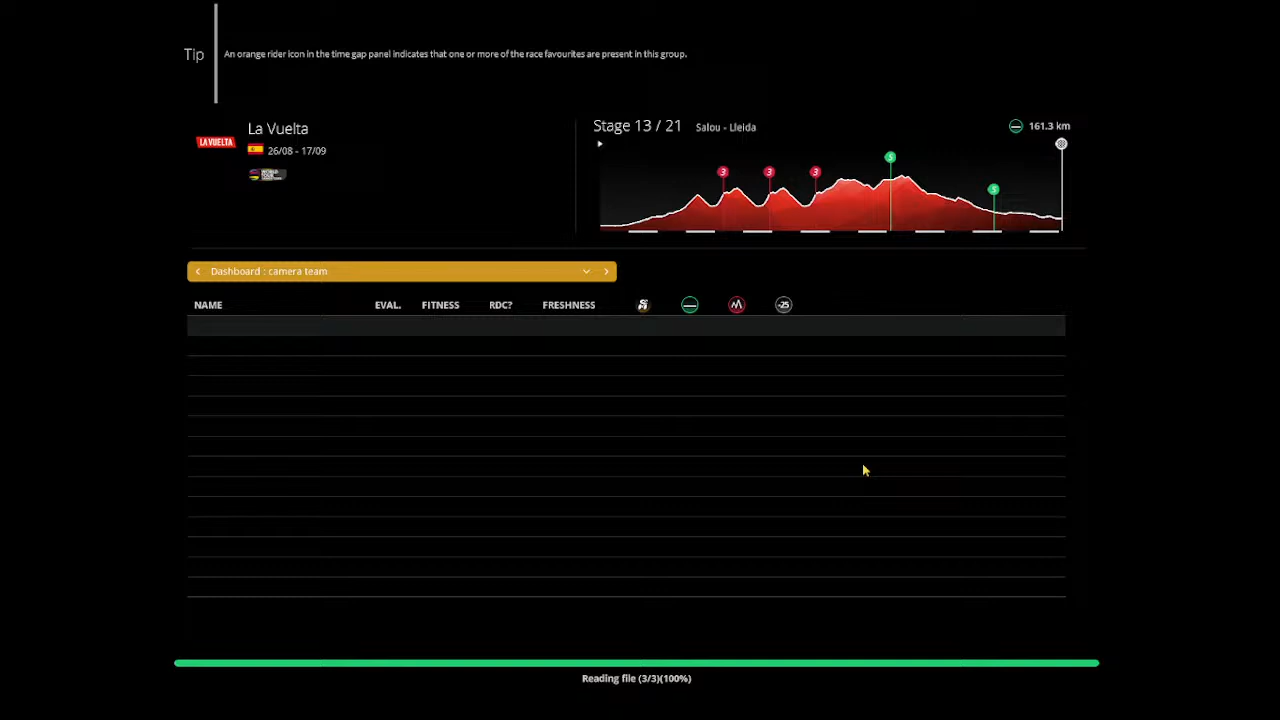 Tip
An orange rider icon in the time gap panel indicates that one or more of the race favourites are present in this group.
LA VUELTA
La Vuelta
26/08 - 17/09
WORLD TOUR
Stage 13 / 21 Salou - Lleida
161.3 km
3 3 3 S S
Dashboard : camera team
NAME EVAL. FITNESS RDC? FRESHNESS -25
Reading file (3/3)(100%)